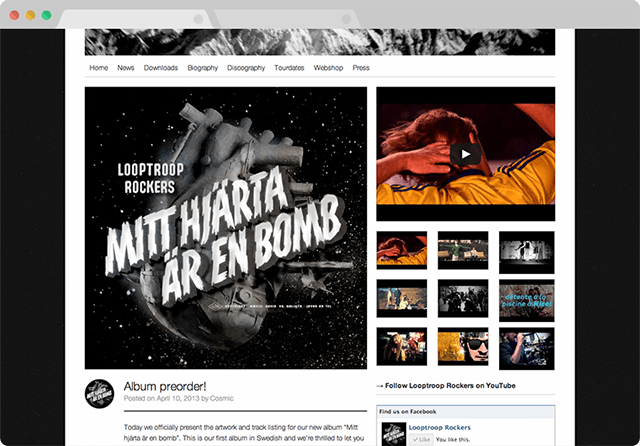 Home News Downloads Biography Discography Tourdates Webshop Press
LOOPTROOP
ROCKERS
MITT HJÄRTA
ÄR EN BOMB
détente à la
piscine à
Album preorder!
Posted on April 10, 2013 by Cosmic
Today we officially present the artwork and track listing for our new album "Mitt
hjärta är en bomb". This is our first album in Swedish and we're thrilled to let you
→ Follow Looptroop Rockers on YouTube
Find us on Facebook
Looptroop Rockers
Like You like this.